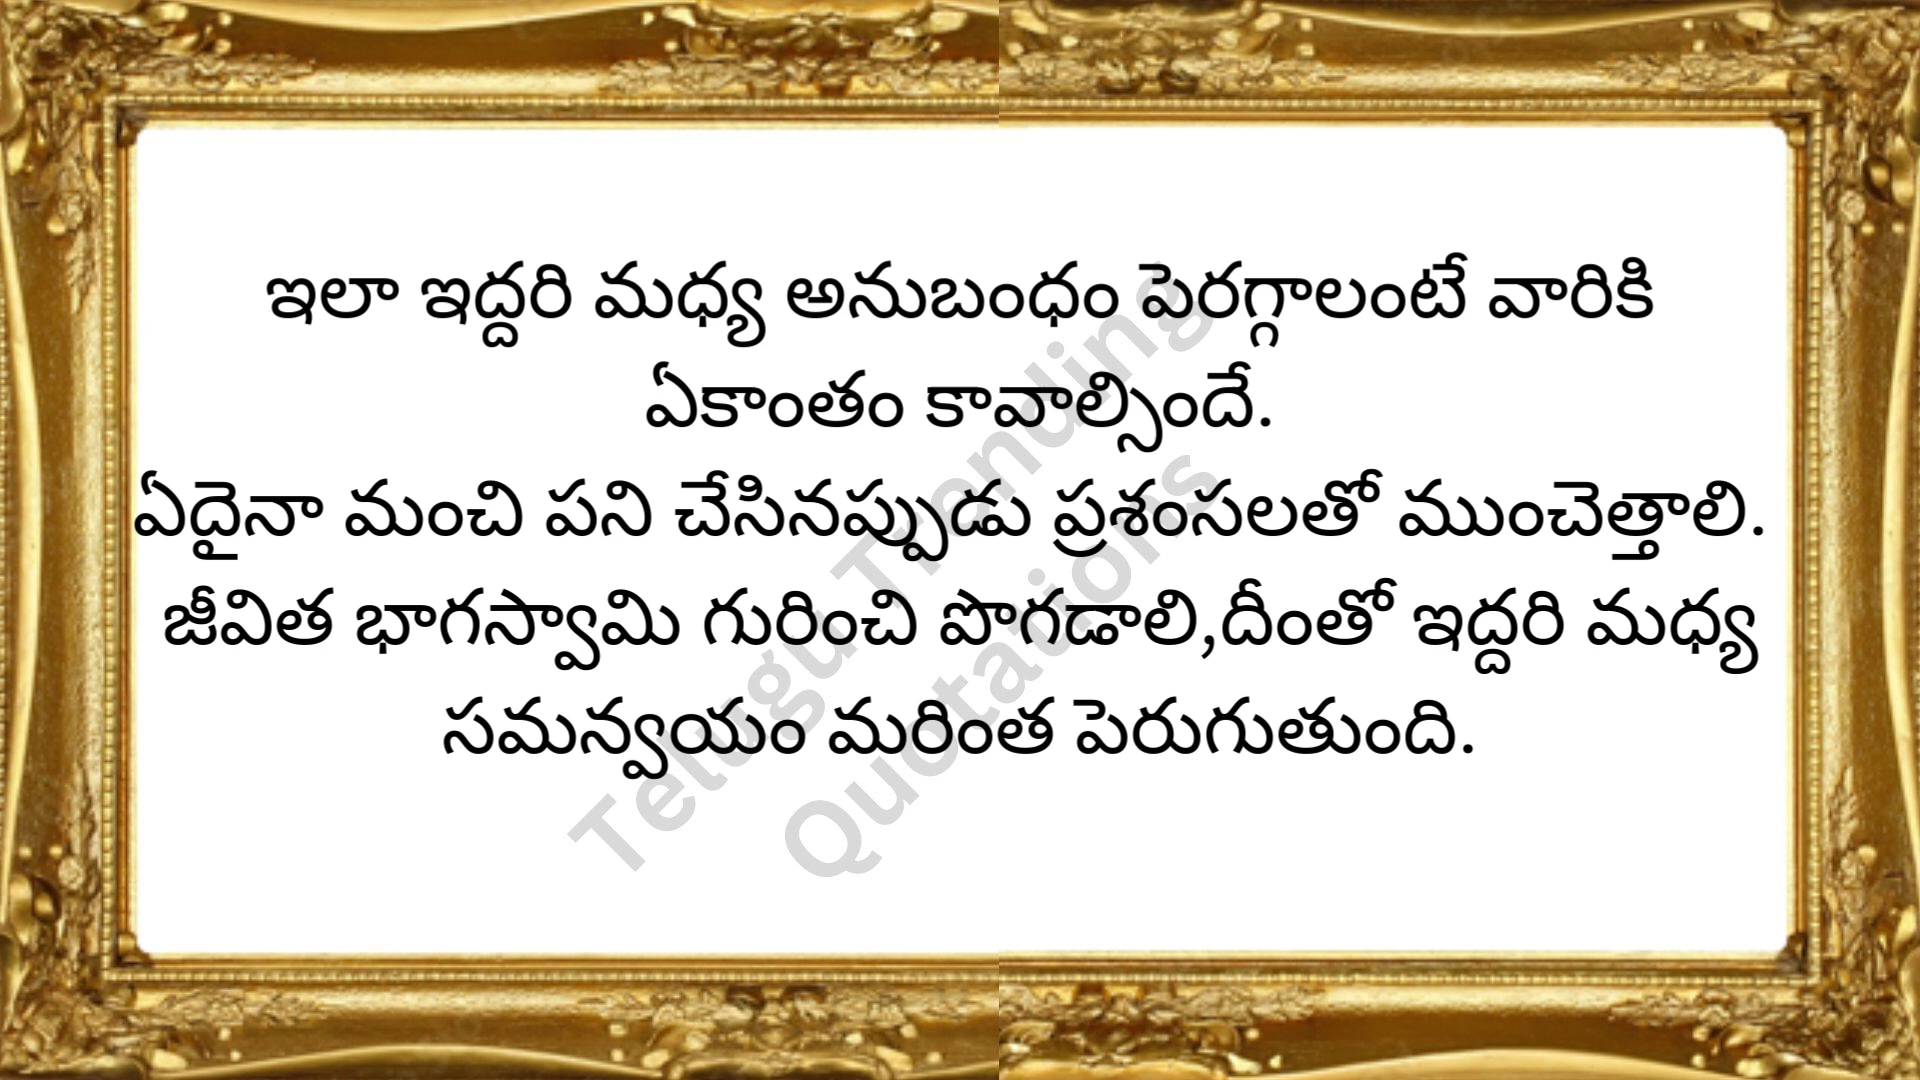 ఇలా ఇద్దరి మధ్య అనుబంధం పెరగ్గాలంటే వారికి
ఏకాంతం కావాల్సిందే.
ఏదైనా మంచి పని చేసినప్పుడు ప్రశంసలతో ముంచెత్తాలి.
జీవిత భాగస్వామి గురించి పొగడాలి,దీంతో ఇద్దరి మధ్య
సమన్వయం మరింత పెరుగుతుంది.
Telugu Trending
Quotations